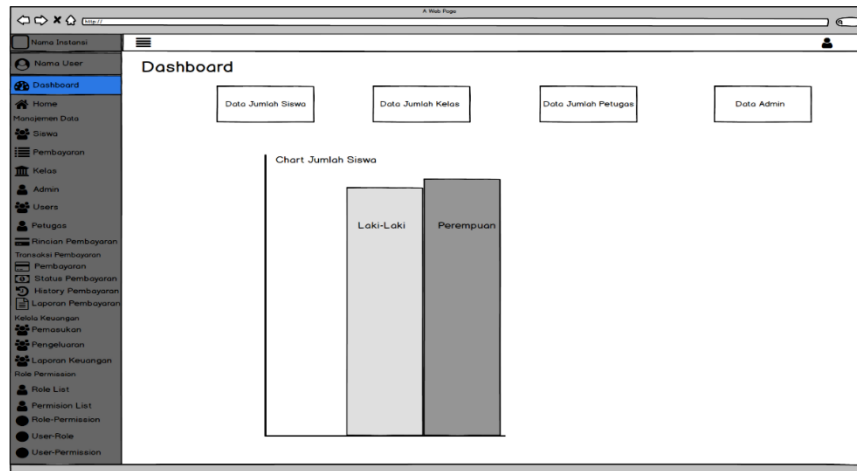 A Web Page
http://
Nama Instansi
Nama User
Dashboard
Home
Manajemen Data
Siswa
Pembayaran
Kelas
Admin
Users
Petugas
Rincian Pembayaran
Transaksi Pembayaran
Pembayaran
Status Pembayaran
History Pembayaran
Laporan Pembayaran
Kelola Keuangan
Pemasukan
Pengeluaran
Laporan Keuangan
Role Permission
Role List
Permision List
Role-Permission
User-Role
User-Permission
Dashboard
Data Jumlah Siswa
Data Jumlah Kelas
Data Jumlah Petugas
Data Admin
Chart Jumlah Siswa
Laki-Laki
Perempuan